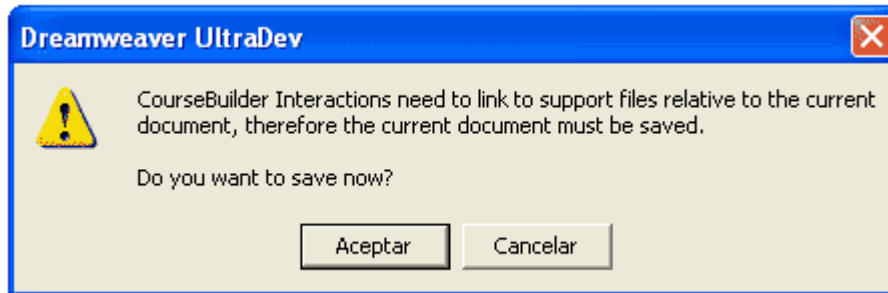 Dreamweaver UltraDev
CourseBuilder Interactions need to link to support files relative to the current
document, therefore the current document must be saved.
Do you want to save now?
Aceptar Cancelar